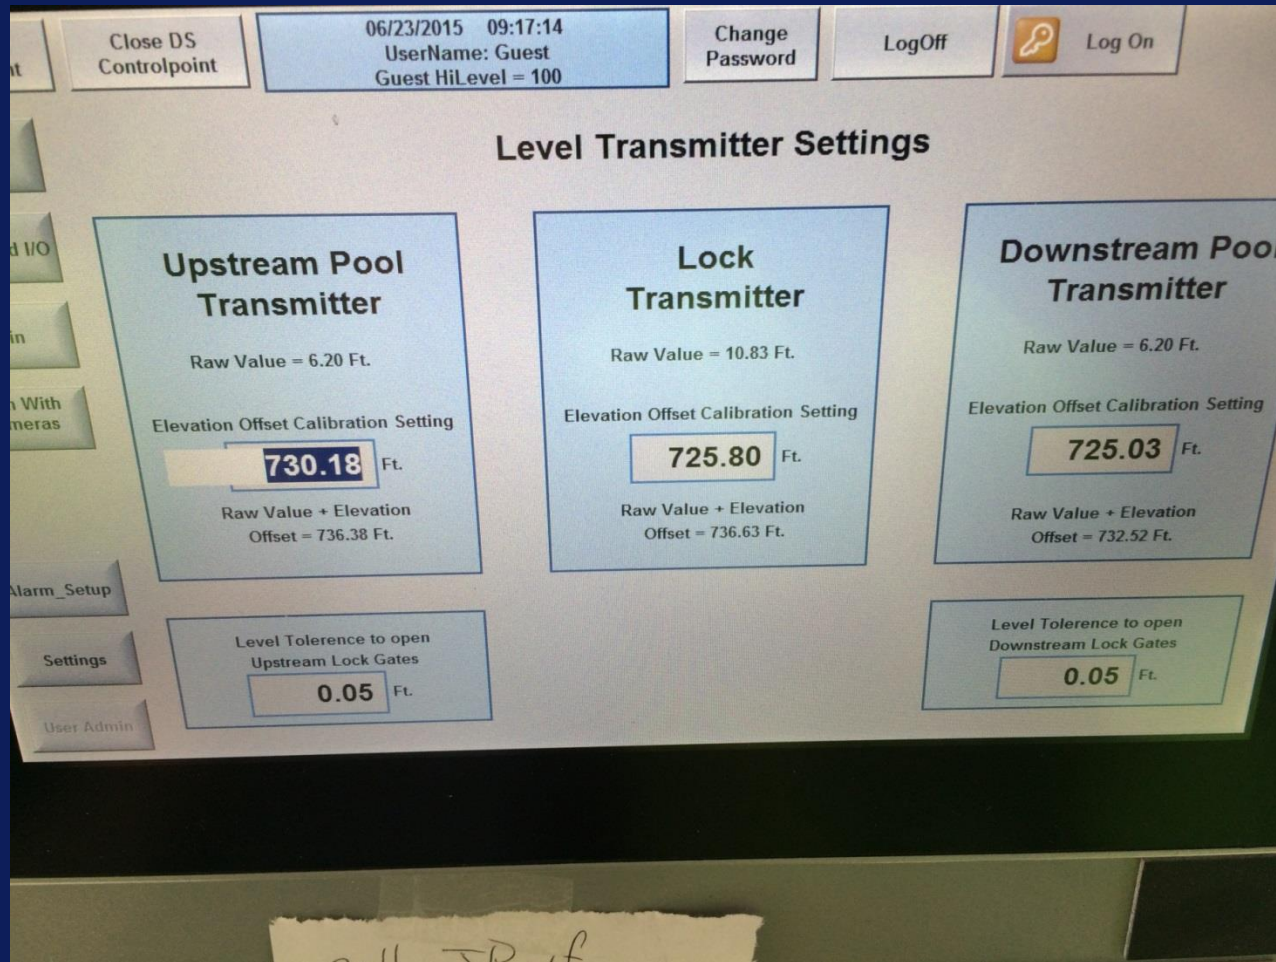 nt
Close DS
Controlpoint
06/23/2015 09:17:14
UserName: Guest
Guest HiLevel = 100
Change
Password
LogOff
Log On
Level Transmitter Settings
d I/O
in
With
meras
Alarm_Setup
Settings
User Admin
Upstream Pool
Transmitter
Raw Value = 6.20 Ft.
Elevation Offset Calibration Setting
730.18 Ft.
Raw Value + Elevation
Offset = 736.38 Ft.
Level Tolerence to open
Upstream Lock Gates
0.05 Ft.
Lock
Transmitter
Raw Value = 10.83 Ft.
Elevation Offset Calibration Setting
725.80 Ft.
Raw Value + Elevation
Offset = 736.63 Ft.
Downstream Pool
Transmitter
Raw Value = 6.20 Ft.
Elevation Offset Calibration Setting
725.03 Ft.
Raw Value + Elevation
Offset = 732.52 Ft.
Level Tolerence to open
Downstream Lock Gates
0.05 Ft.
if